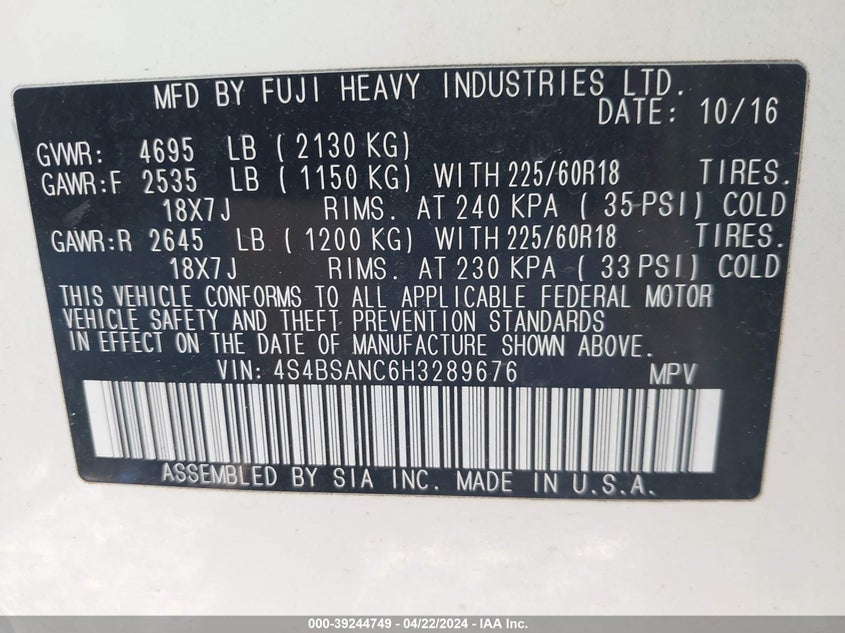 MFD BY FUJI HEAVY INDUSTRIES LTD.
DATE: 10/16
GVWR: 4695 LB ( 2130 KG)
GAWR:F 2535 LB ( 1150 KG) WITH 225/60R18 TIRES.
18X7J RIMS. AT 240 KPA ( 35 PSI) COLD
GAWR:R 2645 LB ( 1200 KG) WITH 225/60R18 TIRES.
18X7J RIMS. AT 230 KPA ( 33 PSI) COLD
THIS VEHICLE CONFORMS TO ALL APPLICABLE FEDERAL MOTOR
VEHICLE SAFETY AND THEFT PREVENTION STANDARDS
IN EFFECT ON THE DATE OF MANUFACTURE SHOWN ABOVE.
VIN: 4S4BSANC6H3289676 MPV
ASSEMBLED BY SIA INC. MADE IN U.S.A.
000-39244749 - 04/22/2024 - IAA Inc.